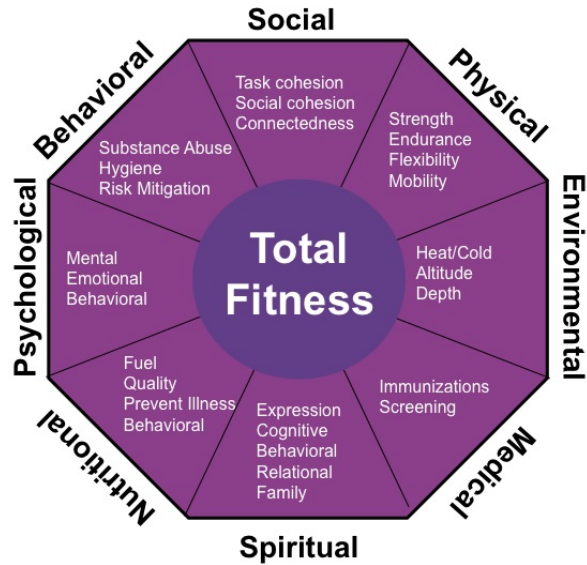 Social
Physical
Environmental
Medical
Spiritual
Nutritional
Psychological
Behavioral
Task cohesion
Social cohesion
Connectedness
Strength
Endurance
Flexibility
Mobility
Heat/Cold
Altitude
Depth
Immunizations
Screening
Expression
Cognitive
Behavioral
Relational
Family
Fuel
Quality
Prevent Illness
Behavioral
Mental
Emotional
Behavioral
Substance Abuse
Hygiene
Risk Mitigation
Total
Fitness